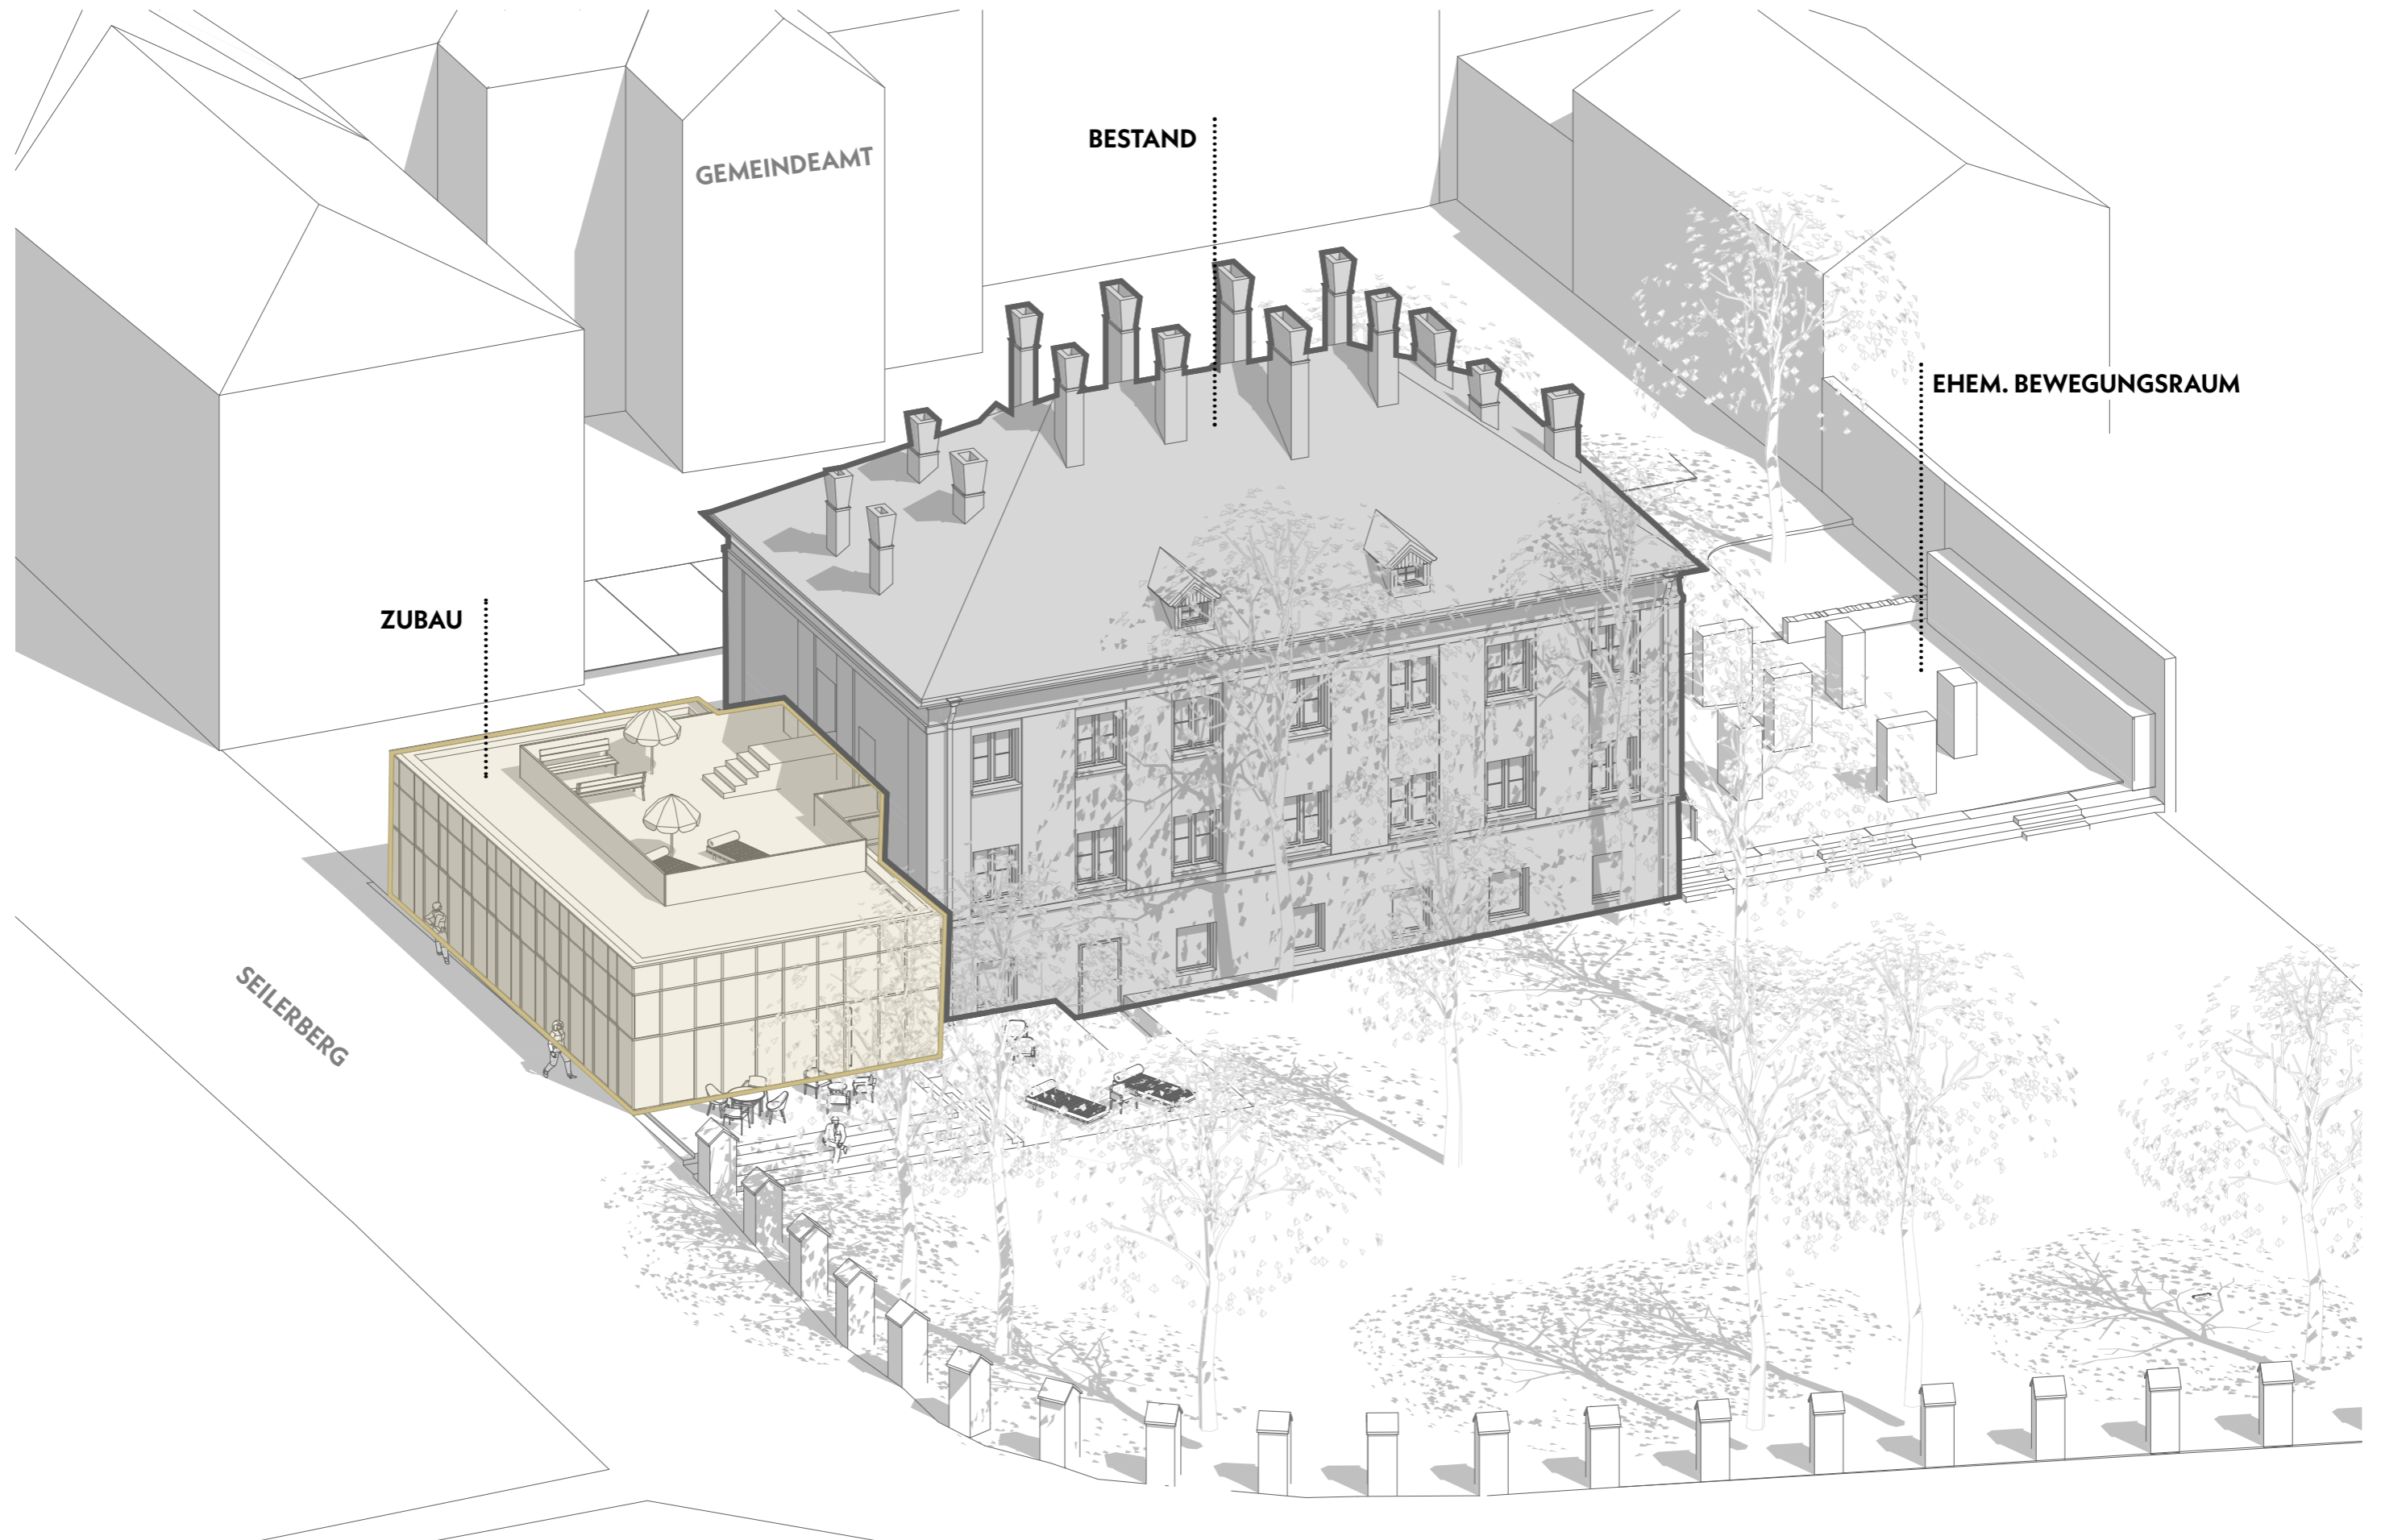 BESTAND
GEMEINDEAMT
EHEM. BEWEGUNGSRAUM
ZUBAU
SEILERBERG